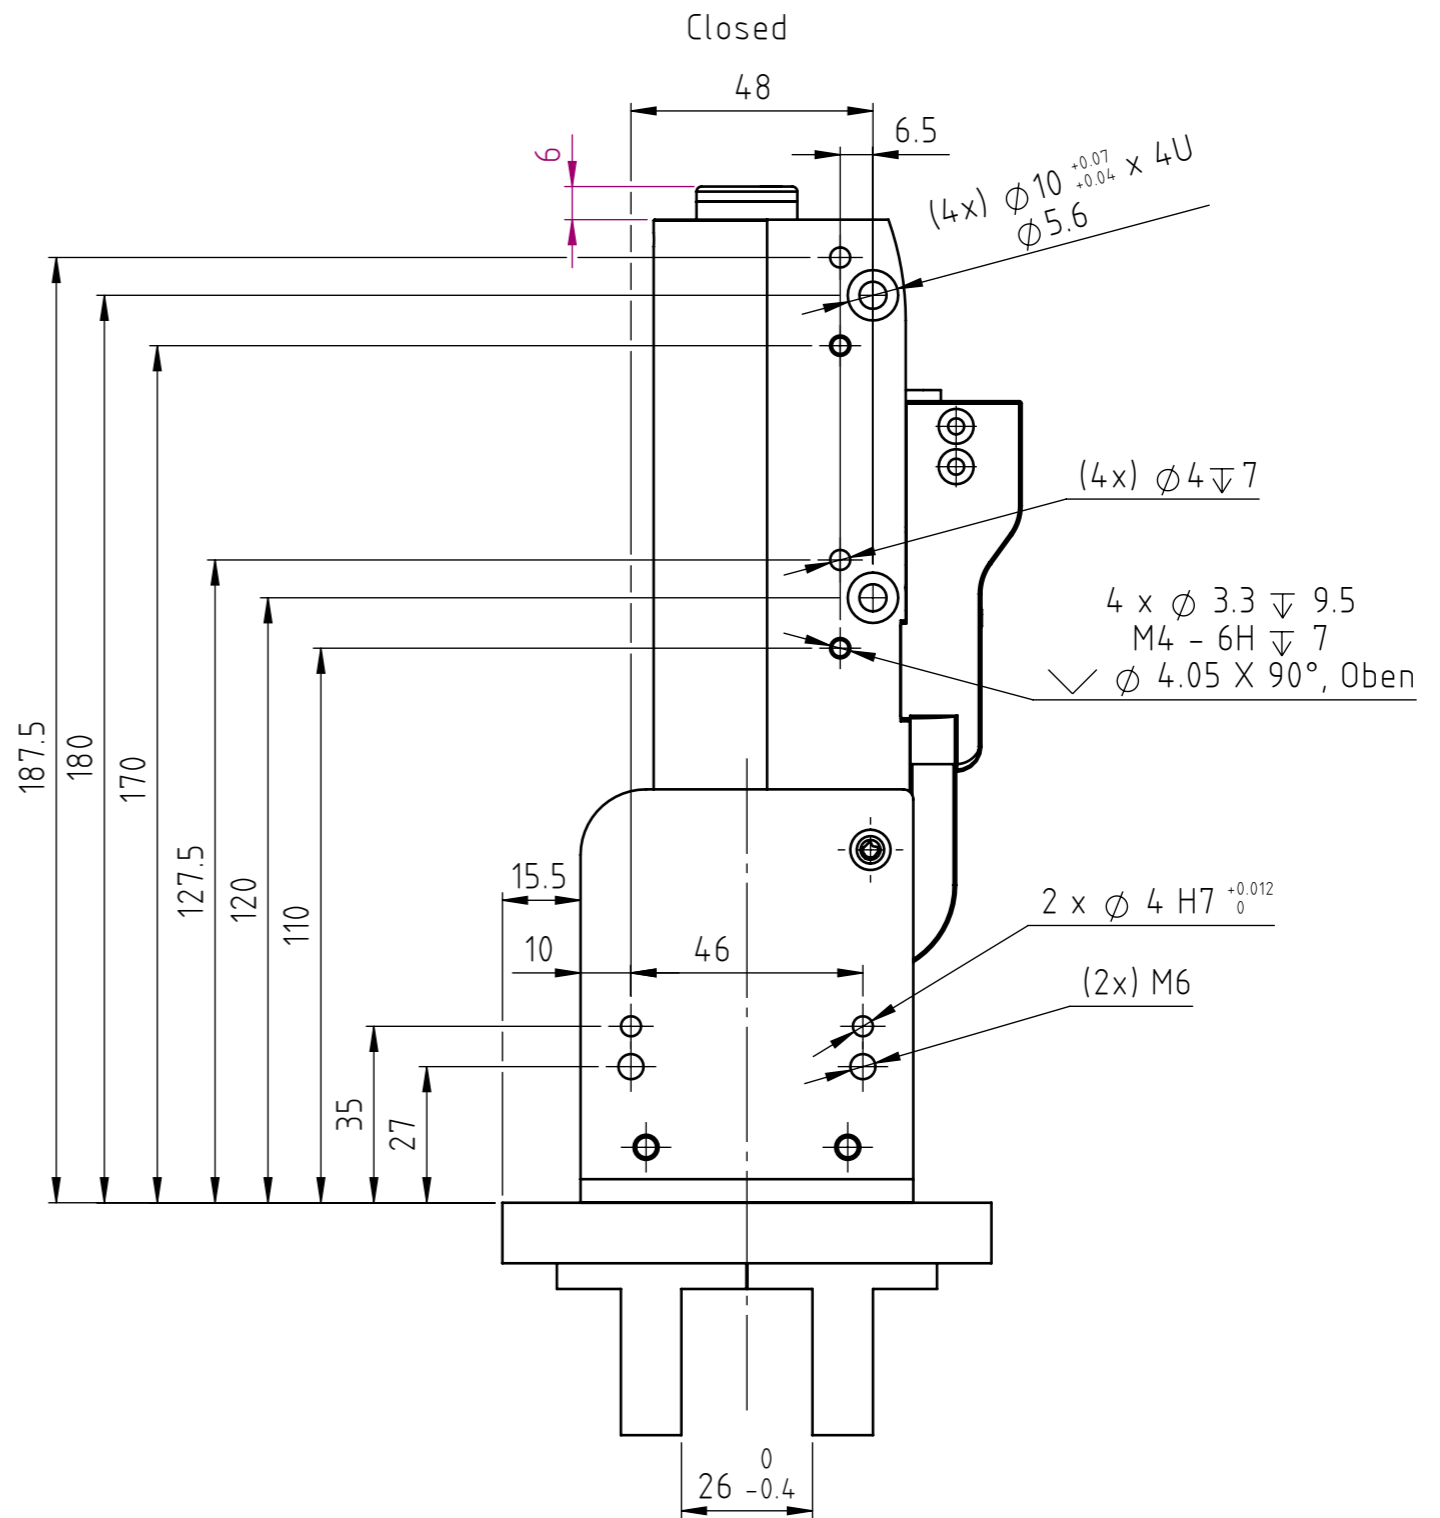 Closed
48
6.5
6
(4x) ⌀10 +0.07 +0.04 x 4U
⌀5.6
187.5
180
170
127.5
120
110
(4x) ⌀4↧7
4 x ⌀ 3.3 ↧ 9.5
M4 - 6H ↧ 7
⌵ ⌀ 4.05 X 90°, Oben
15.5
10
46
2 x ⌀ 4 H7 +0.012 0
(2x) M6
35
27
26 0 -0.4